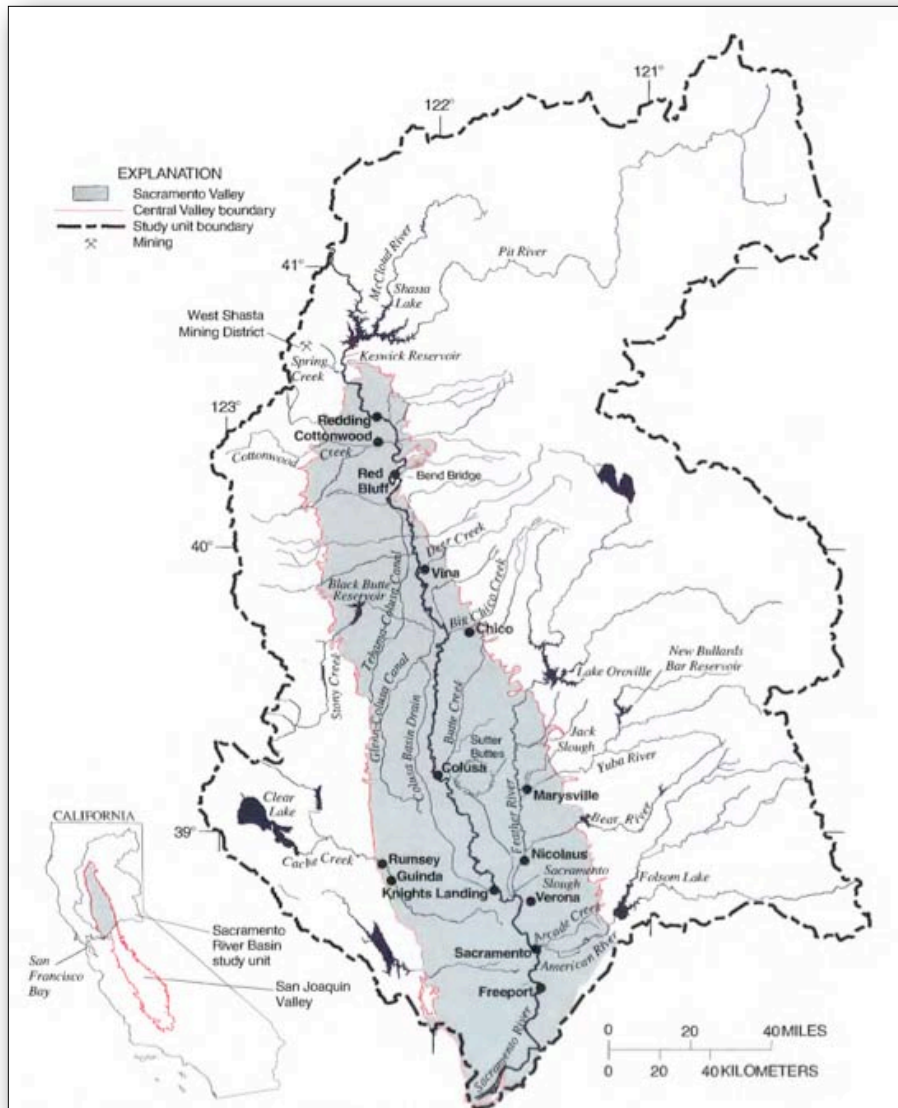 121°
122°
EXPLANATION
Sacramento Valley
Central Valley boundary
Study unit boundary
Mining
41°
McCloud River
Pit River
Shasta
Lake
West Shasta
Mining District
Keswick Reservoir
Spring
Creek
123°
Redding
Cottonwood
Cottonwood
Creek
Red
Bluff
Bend Bridge
40°
Deer Creek
Vina
Black Butte
Reservoir
Tehama-Colusa Canal
Big Chico Creek
Chico
Stony Creek
Glenn-Colusa Canal
Colusa Basin Drain
Butte Creek
Lake Oroville
New Bullards
Bar Reservoir
Sutter
Buttes
Jack
Slough
Yuba River
Colusa
Marysville
Feather River
Bear River
Clear
Lake
CALIFORNIA
39°
Cache Creek
Rumsey
Guinda
Knights Landing
Nicolaus
Sacramento
Slough
Verona
Folsom Lake
Arcade Creek
Sacramento
American River
Freeport
Sacramento River
Sacramento
River Basin
study unit
San
Francisco
Bay
San Joaquin
Valley
0 20 40 MILES
0 20 40 KILOMETERS